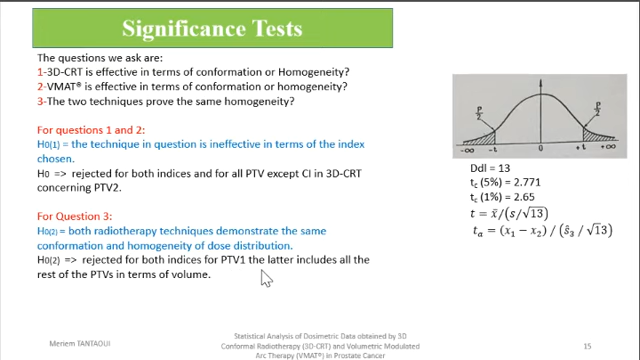 Significance Tests
The questions we ask are:
1-3D-CRT is effective in terms of conformation or Homogeneity?
2-VMAT® is effective in terms of conformation or homogeneity?
3-The two techniques prove the same homogeneity?
For questions 1 and 2:
H0(1) = the technique in question is ineffective in terms of the index
chosen.
H0 => rejected for both indices and for all PTV except CI in 3D-CRT
concerning PTV2.
For Question 3:
H0(2) = both radiotherapy techniques demonstrate the same
conformation and homogeneity of dose distribution.
H0(2) => rejected for both indices for PTV1 the latter includes all the
rest of the PTVs in terms of volume.
P/2
P/2
-∞ -t 0 +t +∞
Ddl = 13
tc (5%) = 2.771
tc (1%) = 2.65
t = x̄/(s/√13)
tα = (x1 − x2) / (ŝ3 / √13)
Meriem TANTAOUI
Statistical Analysis of Dosimetric Data obtained by 3D
Conformal Radiotherapy (3D-CRT) and Volumetric Modulated
Arc Therapy (VMAT®) in Prostate Cancer
15